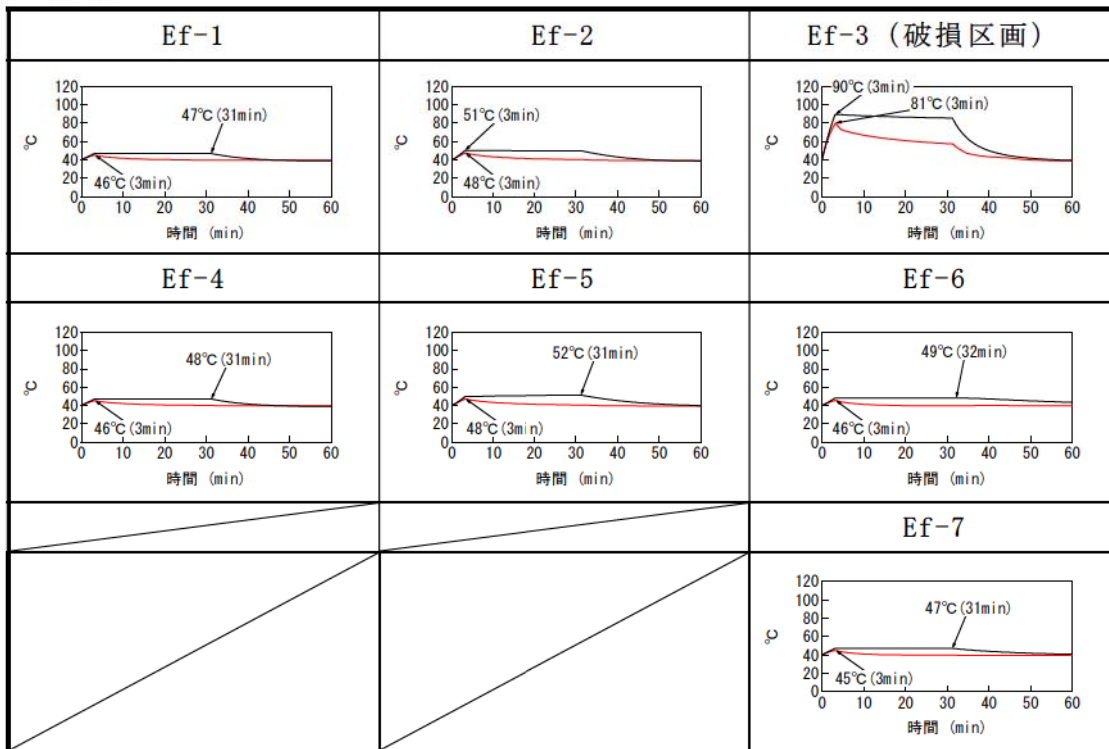 Ef-1
Ef-2
Ef-3 (破損区画)
120
100
80
60
40
20
0
℃
47℃(31min)
46℃(3min)
0 10 20 30 40 50 60
時間 (min)
120
100
80
60
40
20
0
℃
51℃(3min)
48℃(3min)
0 10 20 30 40 50 60
時間 (min)
120
100
80
60
40
20
0
℃
90℃(3min)
81℃(3min)
0 10 20 30 40 50 60
時間 (min)
Ef-4
Ef-5
Ef-6
120
100
80
60
40
20
0
℃
48℃(31min)
46℃(3min)
0 10 20 30 40 50 60
時間 (min)
120
100
80
60
40
20
0
℃
52℃(31min)
48℃(3min)
0 10 20 30 40 50 60
時間 (min)
120
100
80
60
40
20
0
℃
49℃(32min)
46℃(3min)
0 10 20 30 40 50 60
時間 (min)
Ef-7
120
100
80
60
40
20
0
℃
47℃(31min)
45℃(3min)
0 10 20 30 40 50 60
時間 (min)